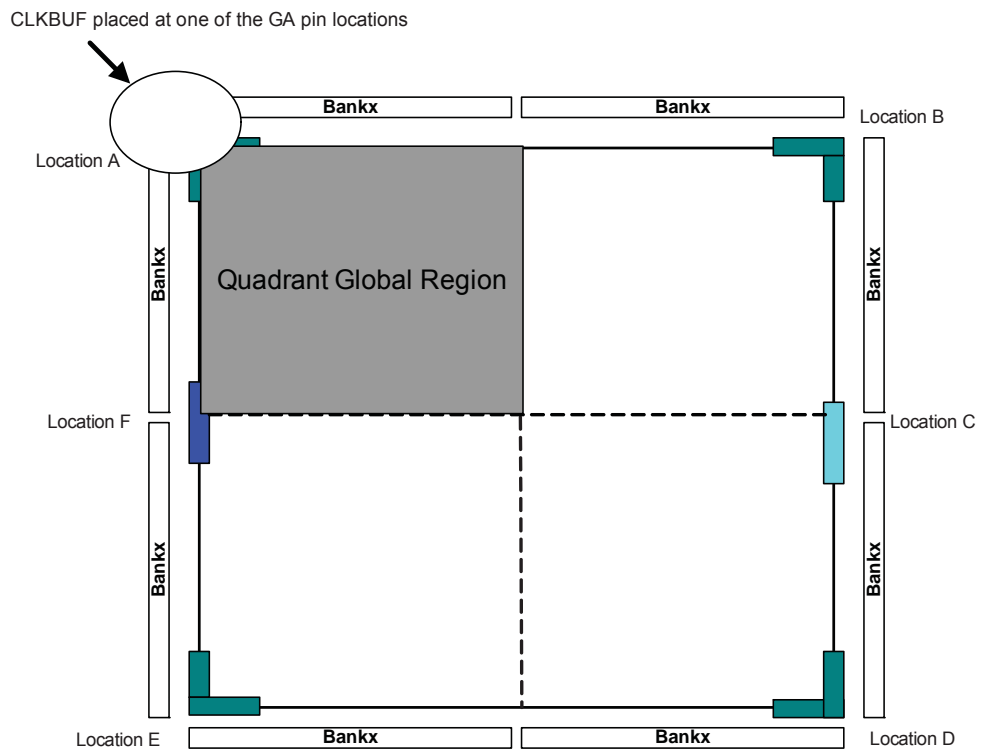 CLKBUF placed at one of the GA pin locations
Bankx
Bankx
Location B
Location A
Bankx
Quadrant Global Region
Bankx
Location F
Location C
Bankx
Bankx
Location E
Bankx
Bankx
Location D